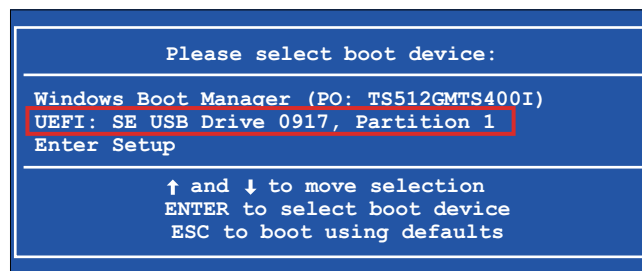 Please select boot device:
Windows Boot Manager (PO: TS512GMTS400I)
UEFI: SE USB Drive 0917, Partition 1
Enter Setup
↑ and ↓ to move selection
ENTER to select boot device
ESC to boot using defaults